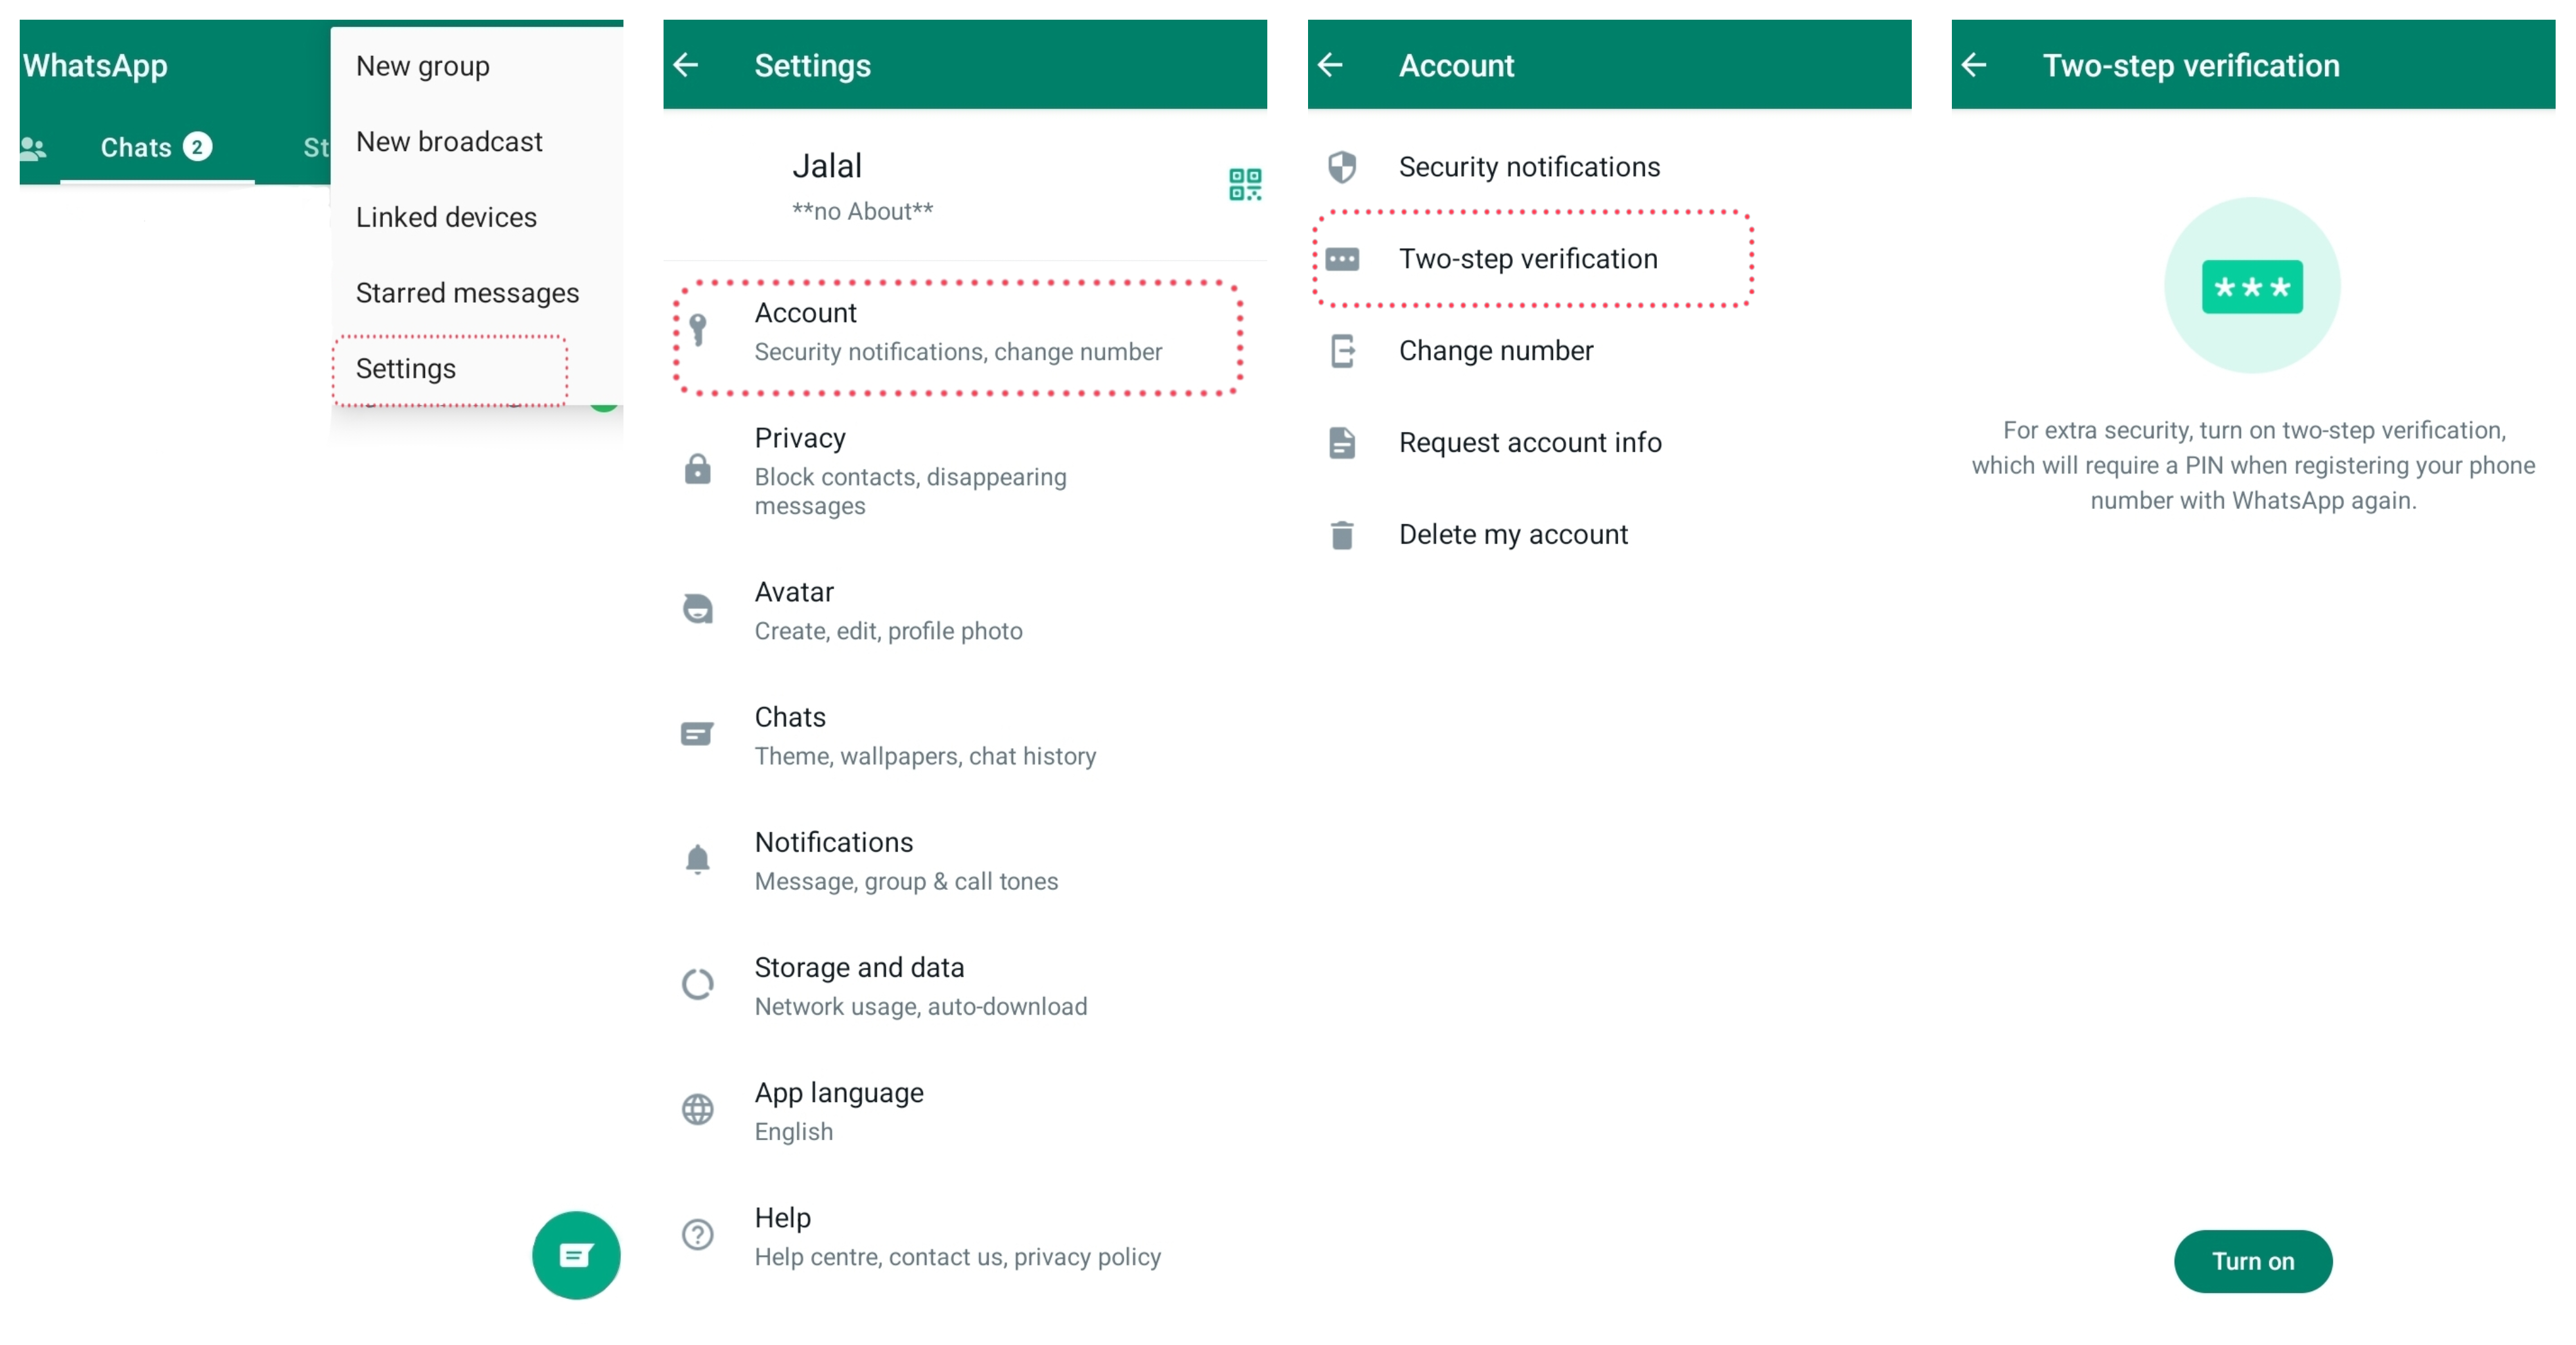 WhatsApp
Chats 2
St
New group
New broadcast
Linked devices
Starred messages
Settings
Settings
Jalal
**no About**
Account
Security notifications, change number
Privacy
Block contacts, disappearing
messages
Avatar
Create, edit, profile photo
Chats
Theme, wallpapers, chat history
Notifications
Message, group & call tones
Storage and data
Network usage, auto-download
App language
English
Help
Help centre, contact us, privacy policy
Account
Security notifications
Two-step verification
Change number
Request account info
Delete my account
Two-step verification
***
For extra security, turn on two-step verification,
which will require a PIN when registering your phone
number with WhatsApp again.
Turn on